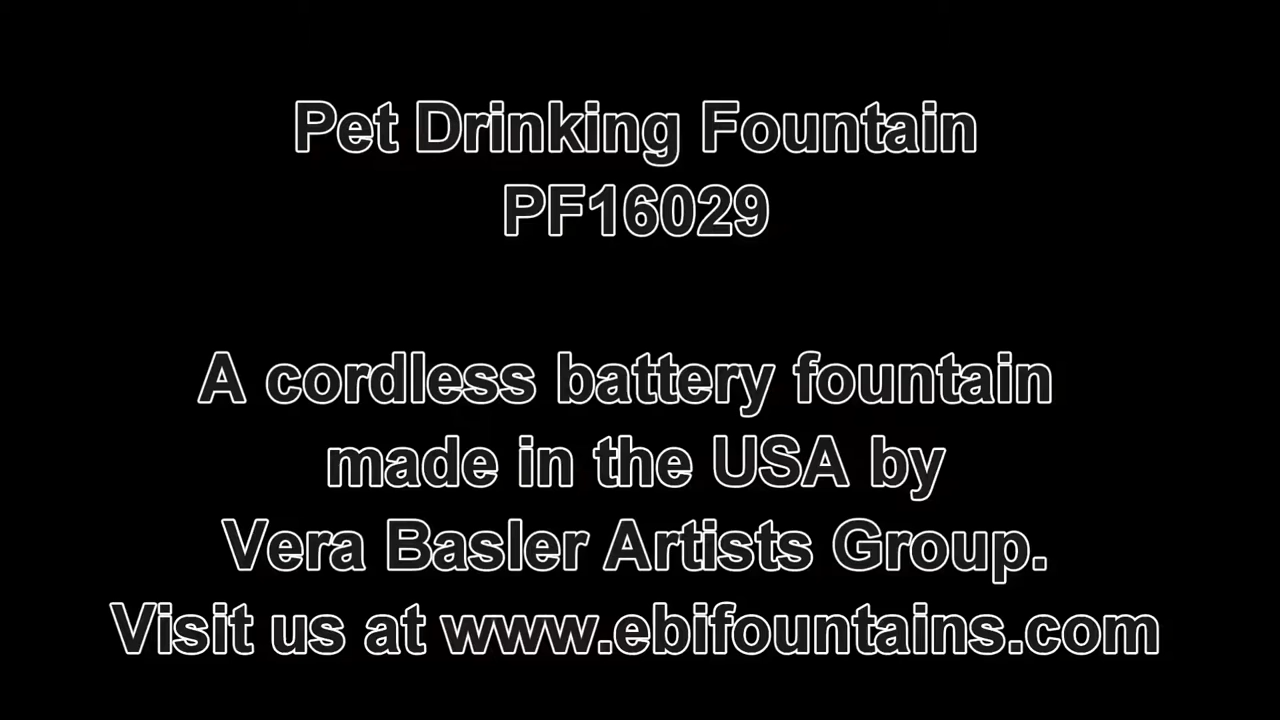 Pet Drinking Fountain
PF16029
A cordless battery fountain
made in the USA by
Vera Basler Artists Group.
Visit us at www.ebifountains.com